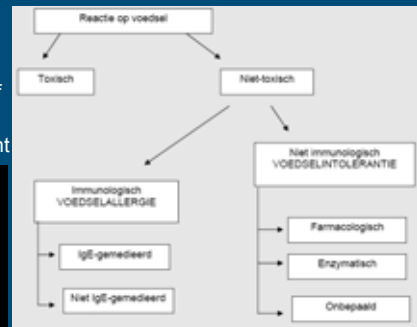 Reactie op voedsel
Toxisch
Niet-toxisch
Niet immunologisch
VOEDSELINTOLERANTIE
Immunologisch
VOEDSELALLERGIE
Farmacologisch
IgE-gemedieerd
Enzymatisch
Niet IgE-gemedieerd
Onbepaald